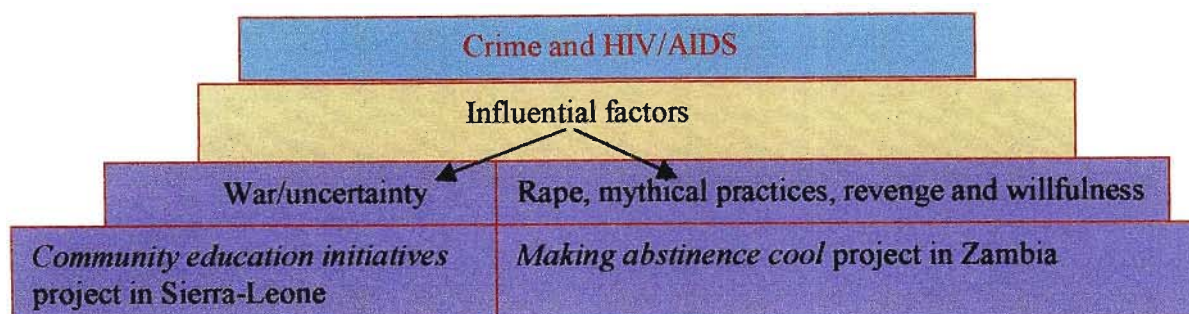 Crime and HIV/AIDS
Influential factors
War/uncertainty
Rape, mythical practices, revenge and willfulness
Community education initiatives
project in Sierra-Leone
Making abstinence cool project in Zambia